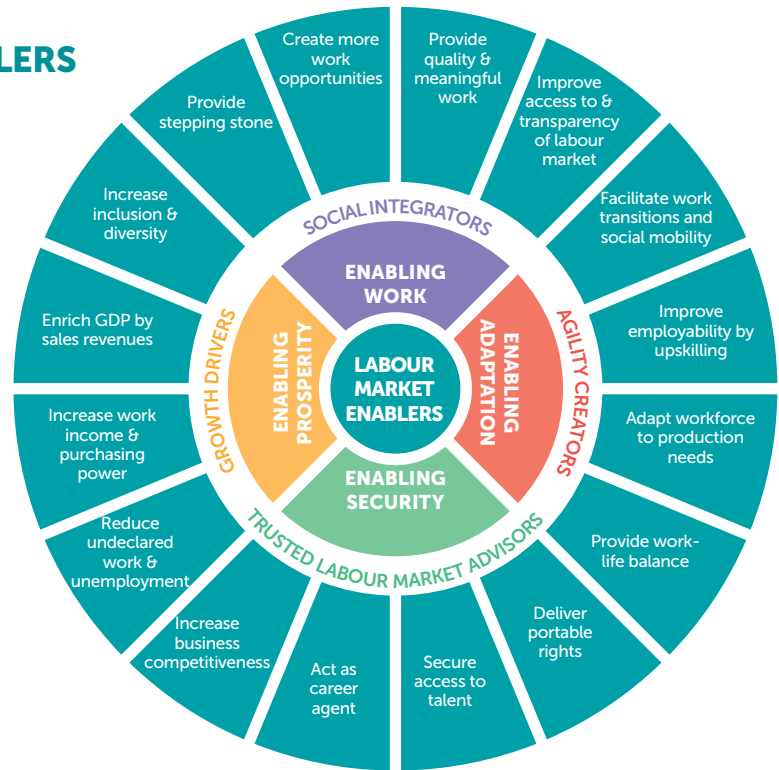 LERS
Create more
work
opportunities
Provide
quality &
meaningful
work
Improve
access to &
transparency
of labour
market
Facilitate work
transitions and
social mobility
Improve
employability by
upskilling
Adapt workforce
to production
needs
Provide work-
life balance
Deliver
portable
rights
Secure
access to
talent
Act as
career
agent
Increase
business
competitiveness
Reduce
undeclared
work &
unemployment
Increase work
income &
purchasing
power
Enrich GDP by
sales revenues
Increase
inclusion &
diversity
Provide
stepping stone
SOCIAL INTEGRATORS
AGILITY CREATORS
TRUSTED LABOUR MARKET ADVISORS
GROWTH DRIVERS
ENABLING
WORK
ENABLING
ADAPTATION
ENABLING
SECURITY
ENABLING
PROSPERITY
LABOUR
MARKET
ENABLERS